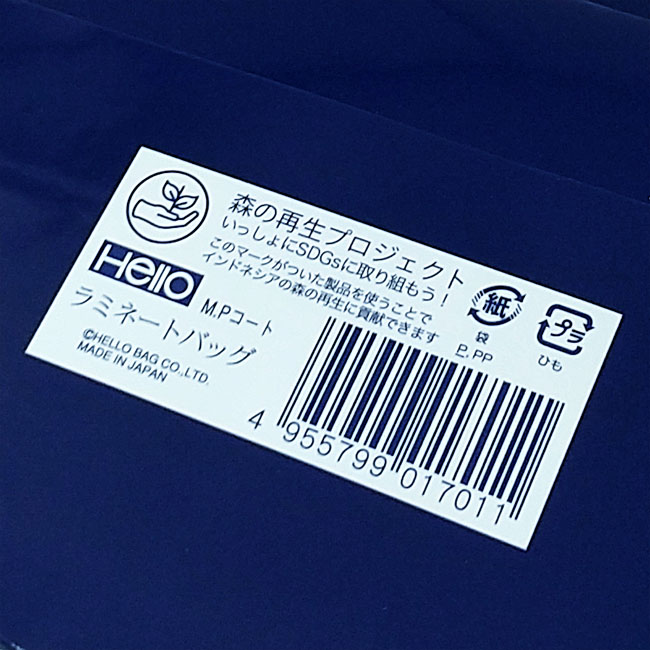 森の再生プロジェクト
いっしょにSDGsに取り組もう！
このマークがついた製品を使うことで
インドネシアの森の再生に貢献できます
Hello
M.Pコート
ラミネートバッグ
©HELLO BAG CO.,LTD.
MADE IN JAPAN
紙
袋
P, PP
プラ
ひも
4 955799 017011